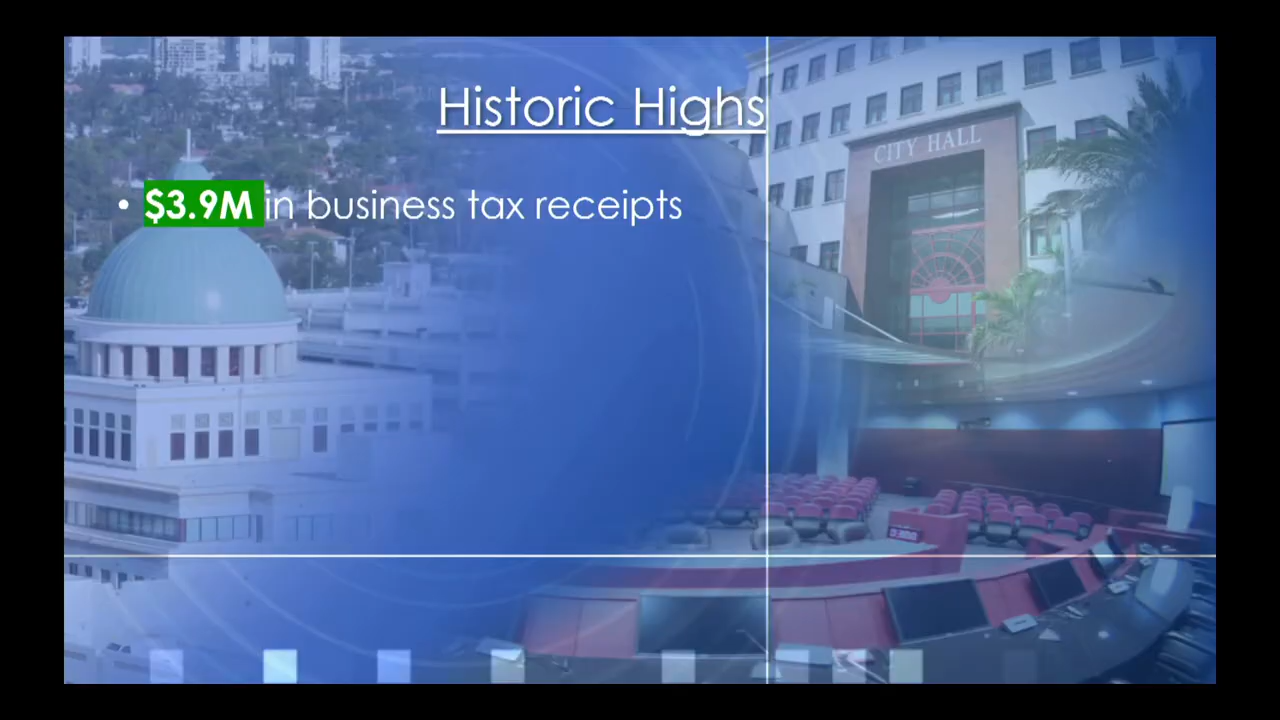 Historic Highs
• $3.9M in business tax receipts
CITY HALL